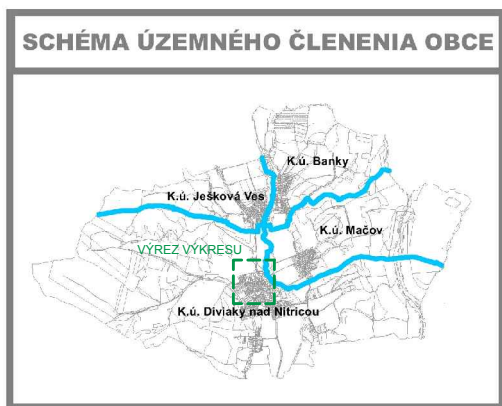 SCHÉMA ÚZEMNÉHO ČLENENIA OBCE
K.ú. Banky
K.ú. Ješková Ves
K.ú. Mačov
VÝREZ VÝKRESU
K.ú. Diviaky nad Nitricou